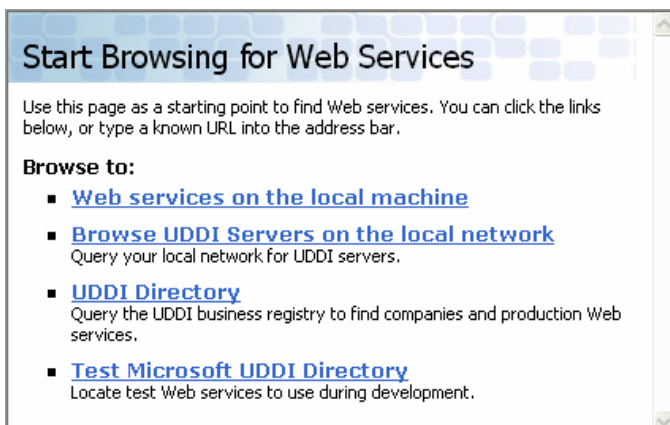 Start Browsing for Web Services
Use this page as a starting point to find Web services. You can click the links
below, or type a known URL into the address bar.
Browse to:
Web services on the local machine
Browse UDDI Servers on the local network
Query your local network for UDDI servers.
UDDI Directory
Query the UDDI business registry to find companies and production Web
services.
Test Microsoft UDDI Directory
Locate test Web services to use during development.